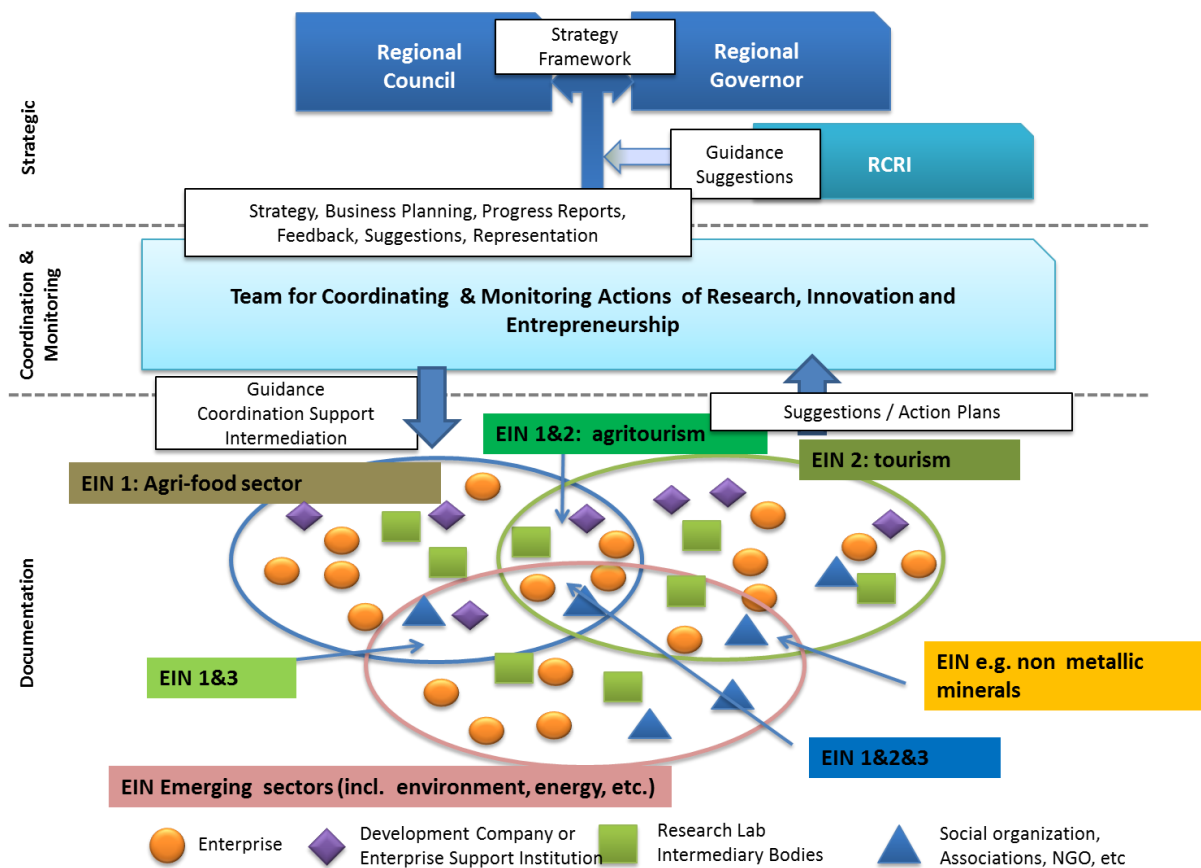 Strategy
Framework
Regional
Council
Regional
Governor
Strategic
Guidance
Suggestions
RCRI
Strategy, Business Planning, Progress Reports,
Feedback, Suggestions, Representation
Coordination &
Monitoring
Team for Coordinating & Monitoring Actions of Research, Innovation and
Entrepreneurship
Guidance
Coordination Support
Intermediation
Suggestions / Action Plans
EIN 1&2: agritourism
EIN 2: tourism
EIN 1: Agri-food sector
Documentation
EIN 1&3
EIN e.g. non metallic
minerals
EIN 1&2&3
EIN Emerging sectors (incl. environment, energy, etc.)
Enterprise
Development Company or
Enterprise Support Institution
Research Lab
Intermediary Bodies
Social organization,
Associations, NGO, etc